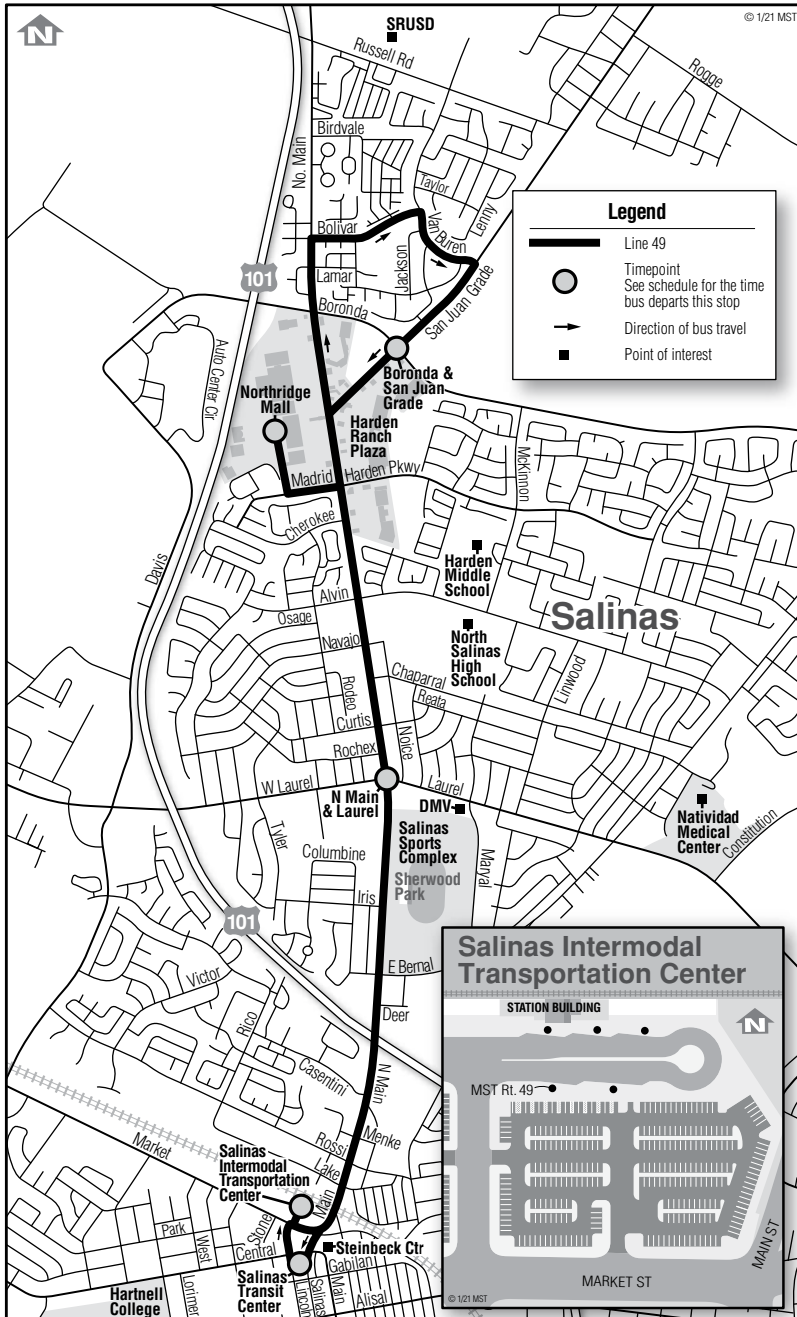 N
© 1/21 MST
SRUSD
Russell Rd
Rogge
Birdvale
No. Main
Taylor
Lenny
Bolivar
Van Buren
Lamar
Jackson
San Juan Grade
101
Boronda
Auto Center Cir.
Boronda &
San Juan
Grade
Northridge
Mall
Harden
Ranch
Plaza
Madrid
Harden Pkwy
McKinnon
Cherokee
Davis
Harden
Middle
School
Alvin
Osage
Salinas
Navajo
North
Salinas
High
School
Chaparral
Linwood
Reata
Rodeo
Curtis
Noice
Rochex
W Laurel
Laurel
N Main
& Laurel
DMV
Natividad
Medical
Center
Constitution
Tyler
Salinas
Sports
Complex
Columbine
Maryal
Sherwood
Park
Iris
101
E Bernal
Victor
Deer
Rico
Casentini
N Main
Market
Rossi
Menke
Lake
Salinas
Intermodal
Transportation
Center
Main
Stone
Park
West
Central
Steinbeck Ctr
Gabilan
Salinas
Transit
Center
Lincoln
Salinas
Main
Alisal
Hartnell
College
Lorimer
Legend
Line 49
Timepoint
See schedule for the time
bus departs this stop
Direction of bus travel
Point of interest
Salinas Intermodal
Transportation Center
STATION BUILDING
N
MST Rt. 49
MAIN ST
MARKET ST
© 1/21 MST